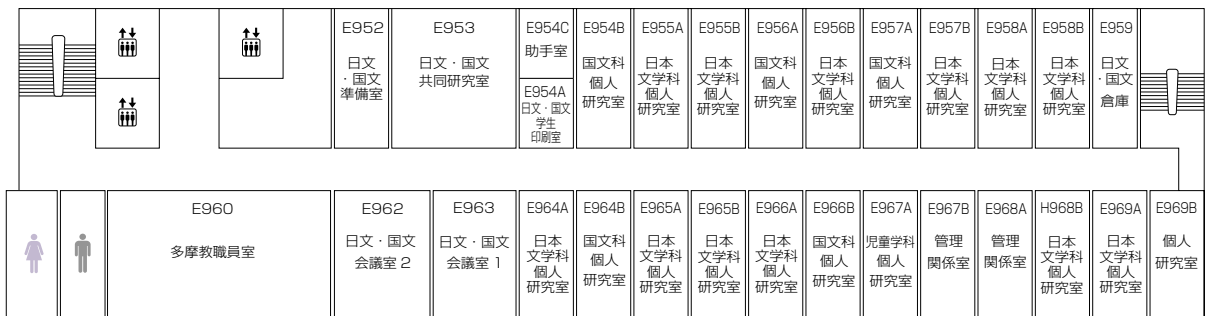 E952
日文
・国文
準備室
E953
日文・国文
共同研究室
E954C
助手室
E954A
日文・国文
学生
印刷室
E954B
国文科
個人
研究室
E955A
日本
文学科
個人
研究室
E955B
日本
文学科
個人
研究室
E956A
国文科
個人
研究室
E956B
日本
文学科
個人
研究室
E957A
国文科
個人
研究室
E957B
日本
文学科
個人
研究室
E958A
日本
文学科
個人
研究室
E958B
日本
文学科
個人
研究室
E959
日文
・国文
倉庫
E960
多摩教職員室
E962
日文・国文
会議室 2
E963
日文・国文
会議室 1
E964A
日本
文学科
個人
研究室
E964B
国文科
個人
研究室
E965A
日本
文学科
個人
研究室
E965B
日本
文学科
個人
研究室
E966A
日本
文学科
個人
研究室
E966B
国文科
個人
研究室
E967A
児童学科
個人
研究室
E967B
管理
関係室
E968A
管理
関係室
H968B
日本
文学科
個人
研究室
E969A
日本
文学科
個人
研究室
E969B
個人
研究室